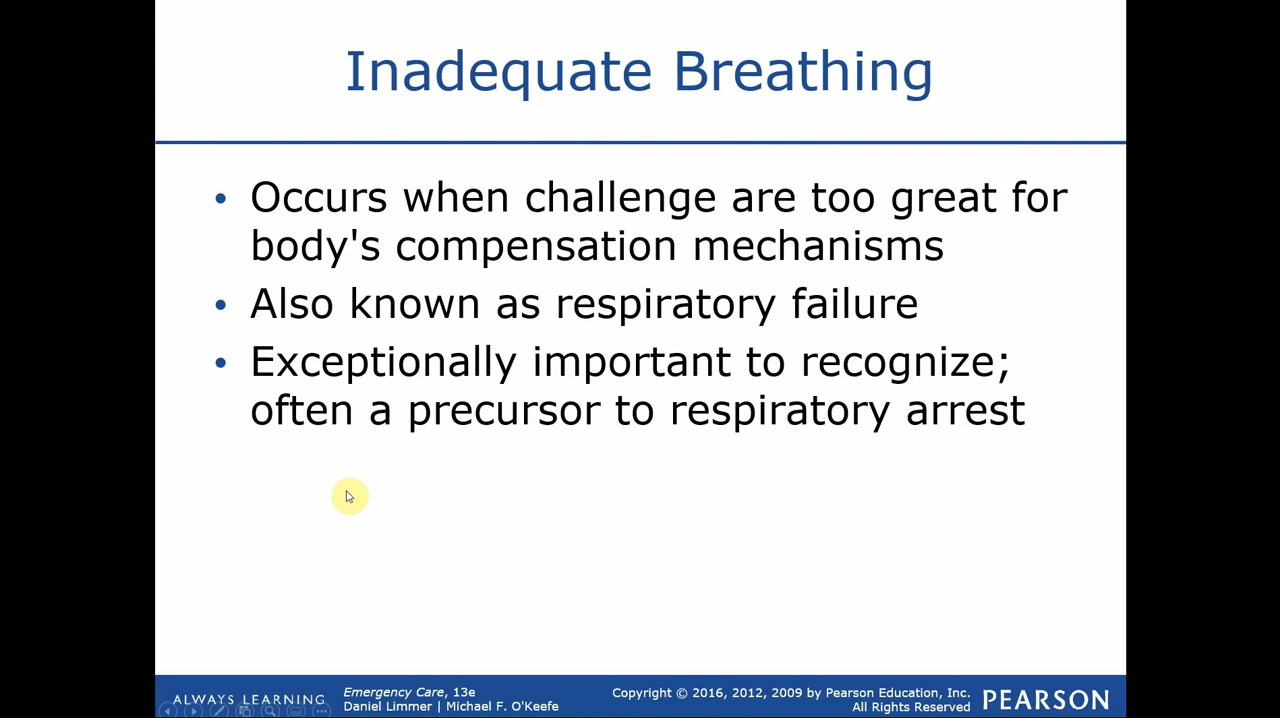 Inadequate Breathing
• Occurs when challenge are too great for
body's compensation mechanisms
• Also known as respiratory failure
• Exceptionally important to recognize;
often a precursor to respiratory arrest
ALWAYS LEARNING
Emergency Care, 13e
Daniel Limmer | Michael F. O'Keefe
Copyright © 2016, 2012, 2009 by Pearson Education, Inc.
All Rights Reserved
PEARSON